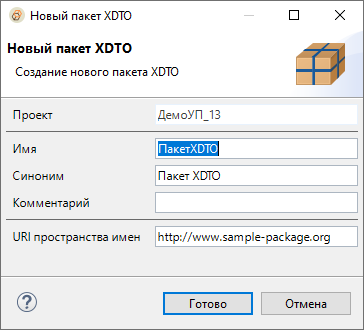 Новый пакет XDTO
Новый пакет XDTO
Создание нового пакета XDTO
Проект ДемоУП_13
Имя ПакетXDTO
Синоним Пакет XDTO
Комментарий
URI пространства имен http://www.sample-package.org
? Готово Отмена